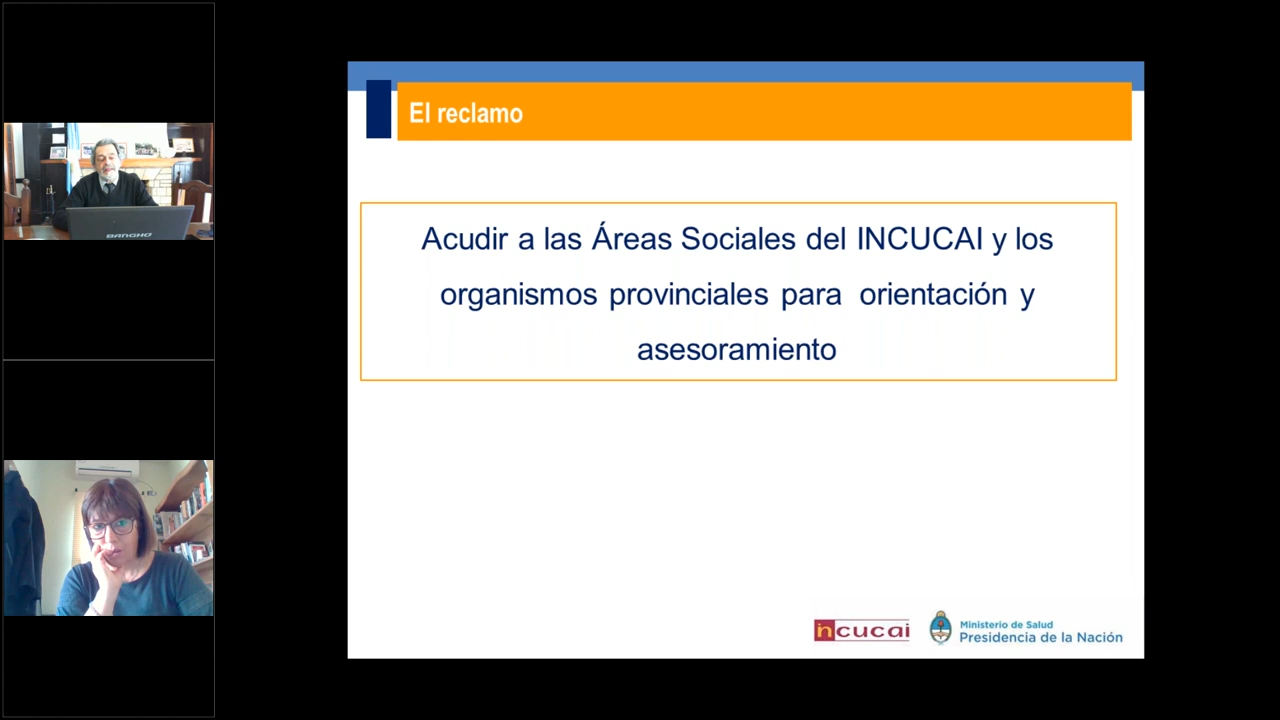 El reclamo
Acudir a las Áreas Sociales del INCUCAI y los
organismos provinciales para orientación y
asesoramiento
incucai
Ministerio de Salud
Presidencia de la Nación
BANGHO